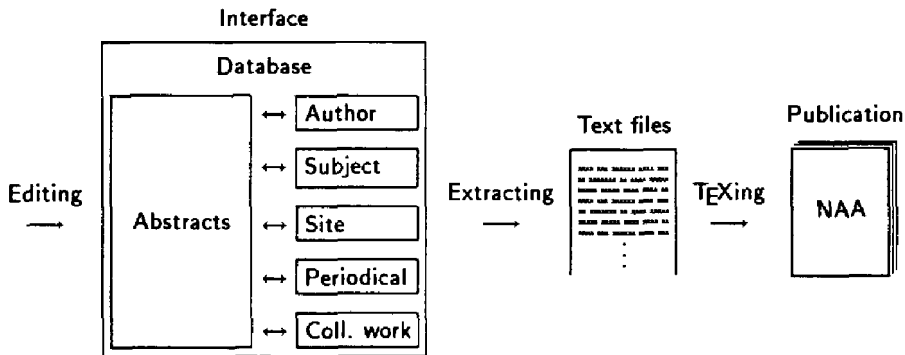 Interface
Database
Author
Subject
Site
Periodical
Coll. work
Abstracts
Editing
Extracting
Text files
TEXing
Publication
NAA